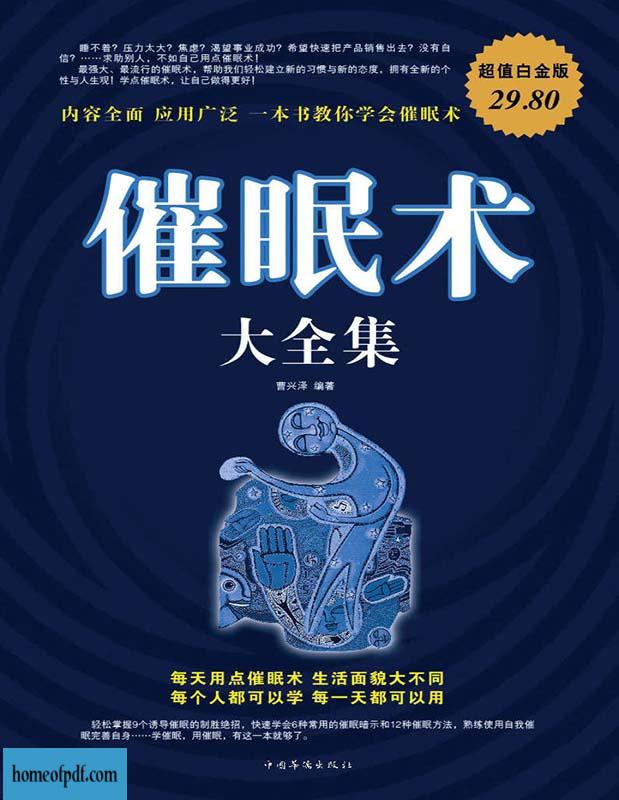 睡不着？压力太大？焦虑？渴望事业成功？希望快速把产品销售出去？没有自
信？……求助别人，不如自己用点催眠术！
最强大、最流行的催眠术，帮助我们轻松建立新的习惯与新的态度，拥有全新的个
性与人生观！学点催眠术，让自己做得更好！
超值白金版
29.80
内容全面 应用广泛 一本书教你学会催眠术
催眠术
大全集
曹兴泽 编著
每天用点催眠术 生活面貌大不同
每个人都可以学 每一天都可以用
轻松掌握9个诱导催眠的制胜绝招，快速学会6种常用的催眠暗示和12种催眠方法，熟练使用自我催
眠完善自身……学催眠，用催眠，有这一本就够了。
中国华侨出版社
homeofpdf.com